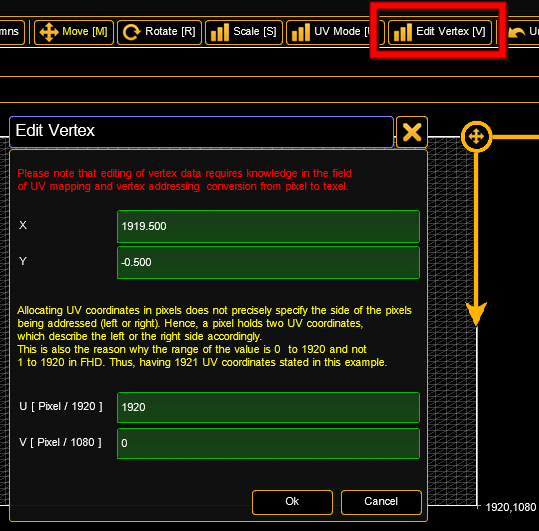 mns Move [M] Rotate [R] Scale [S] UV Mode [U Edit Vertex [V] Un
Edit Vertex
Please note that editing of vertex data requires knowledge in the field
of UV mapping and vertex addressing conversion from pixel to texel.
X 1919.500
Y -0.500
Allocating UV coordinates in pixels does not precisely specify the side of the pixels
being addressed (left or right). Hence, a pixel holds two UV coordinates,
which describe the left or the right side accordingly.
This is also the reason why the range of the value is 0 to 1920 and not
1 to 1920 in FHD. Thus, having 1921 UV coordinates stated in this example.
U [ Pixel / 1920 ] 1920
V [ Pixel / 1080 ] 0
Ok Cancel
1920,1080